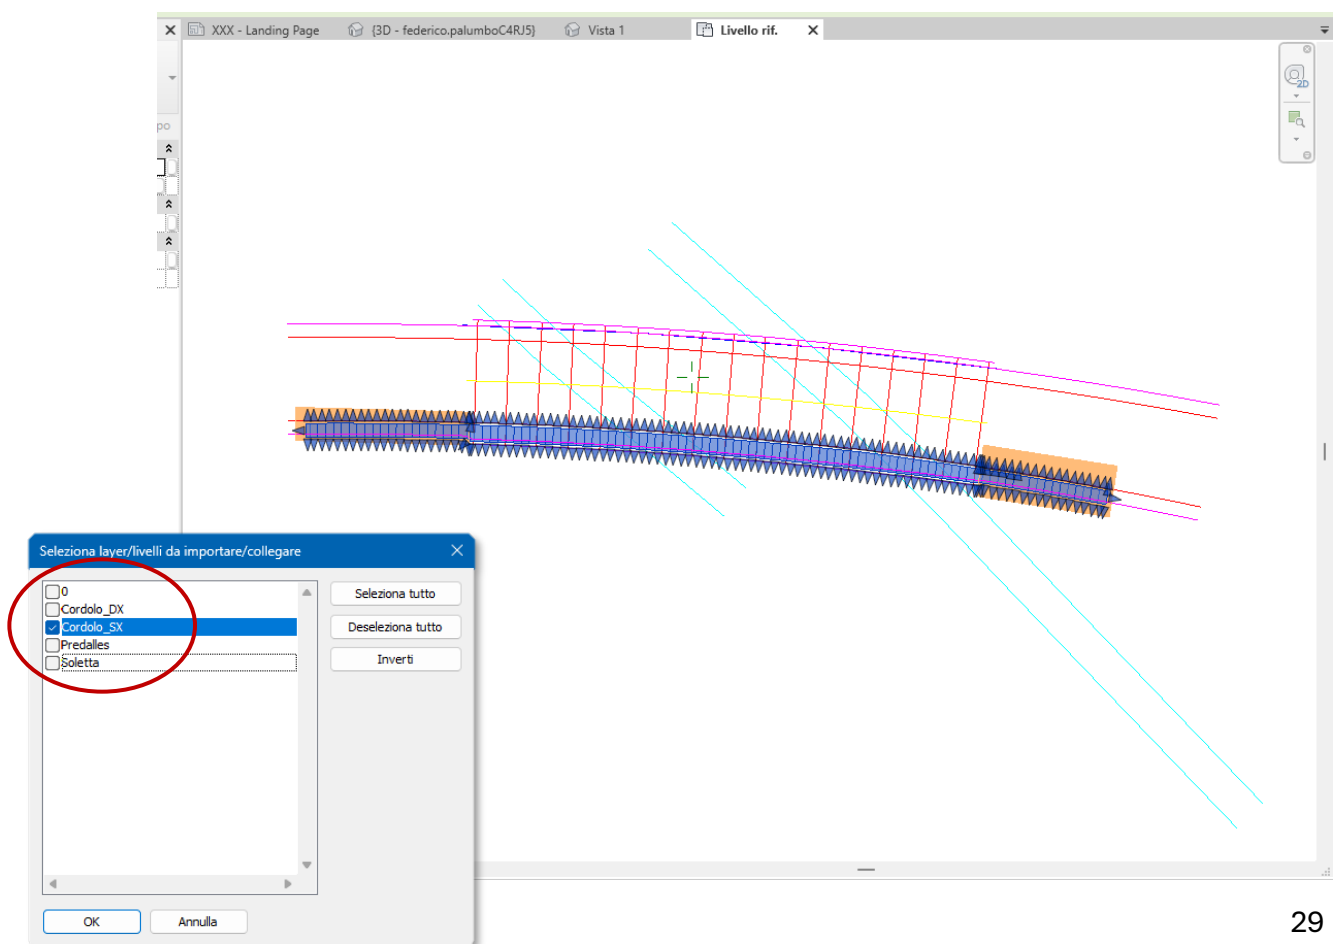 XXX - Landing Page
{3D - federico.palumboC4RJ5}
Vista 1
Livello rif.
2D
po
Seleziona layer/livelli da importare/collegare
0
Cordolo_DX
Cordolo_SX
Predalles
Soletta
Seleziona tutto
Deseleziona tutto
Inverti
OK
Annulla
29